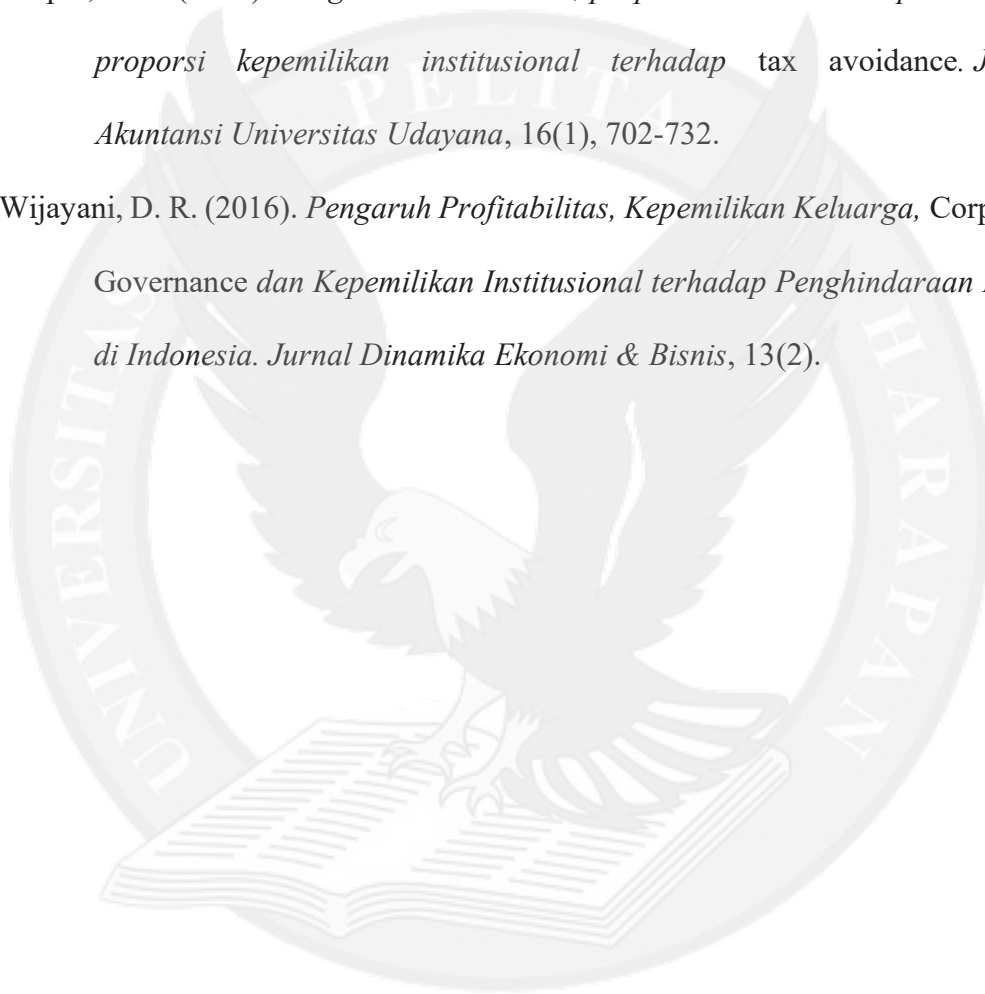 proporsi kepemilikan institusional terhadap tax avoidance.
Akuntansi Universitas Udayana, 16(1), 702-732.
Wijayani, D. R. (2016). Pengaruh Profitabilitas, Kepemilikan Keluarga, Corp
Governance dan Kepemilikan Institusional terhadap Penghindaraan
di Indonesia. Jurnal Dinamika Ekonomi & Bisnis, 13(2).
UNIVERSITAS PELITA HARAPAN